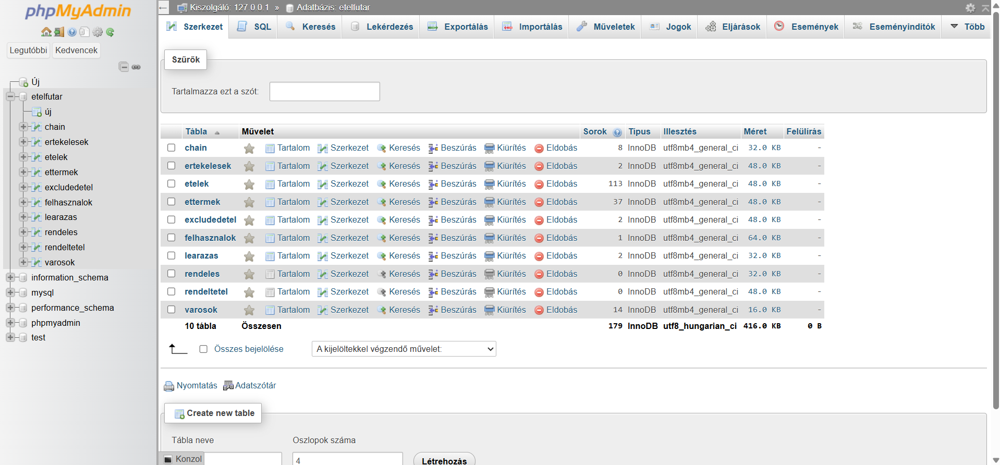 phpMyAdmin
Legutóbbi Kedvencek
Új
etelfutar
új
chain
ertekelesek
etelek
ettermek
excludedetel
felhasznalok
learazas
rendeles
rendeltetel
varosok
information_schema
mysql
performance_schema
phpmyadmin
test
Kiszolgáló: 127.0.0.1 » Adatbázis: etelfutar
Szerkezet SQL Keresés Lekérdezés Exportálás Importálás Műveletek Jogok Eljárások Események Eseményindítók Több
Szűrők
Tartalmazza ezt a szót:
Tábla Művelet Sorok Típus Illesztés Méret Felülírás
chain Tartalom Szerkezet Keresés Beszúrás Kiürítés Eldobás 8 InnoDB utf8mb4_general_ci 32.0 KB -
ertekelesek Tartalom Szerkezet Keresés Beszúrás Kiürítés Eldobás 2 InnoDB utf8mb4_general_ci 48.0 KB -
etelek Tartalom Szerkezet Keresés Beszúrás Kiürítés Eldobás 113 InnoDB utf8mb4_general_ci 48.0 KB -
ettermek Tartalom Szerkezet Keresés Beszúrás Kiürítés Eldobás 37 InnoDB utf8mb4_general_ci 48.0 KB -
excludedetel Tartalom Szerkezet Keresés Beszúrás Kiürítés Eldobás 2 InnoDB utf8mb4_general_ci 48.0 KB -
felhasznalok Tartalom Szerkezet Keresés Beszúrás Kiürítés Eldobás 1 InnoDB utf8mb4_general_ci 64.0 KB -
learazas Tartalom Szerkezet Keresés Beszúrás Kiürítés Eldobás 2 InnoDB utf8mb4_general_ci 32.0 KB -
rendeles Tartalom Szerkezet Keresés Beszúrás Kiürítés Eldobás 0 InnoDB utf8mb4_general_ci 32.0 KB -
rendeltetel Tartalom Szerkezet Keresés Beszúrás Kiürítés Eldobás 0 InnoDB utf8mb4_general_ci 48.0 KB -
varosok Tartalom Szerkezet Keresés Beszúrás Kiürítés Eldobás 14 InnoDB utf8mb4_general_ci 16.0 KB -
10 tábla Összesen 179 InnoDB utf8_hungarian_ci 416.0 KB 0 B
Összes bejelölése A kijelöltekkel végzendő művelet:
Nyomtatás Adatszótár
Create new table
Tábla neve Oszlopok száma
4 Létrehozás
Konzol